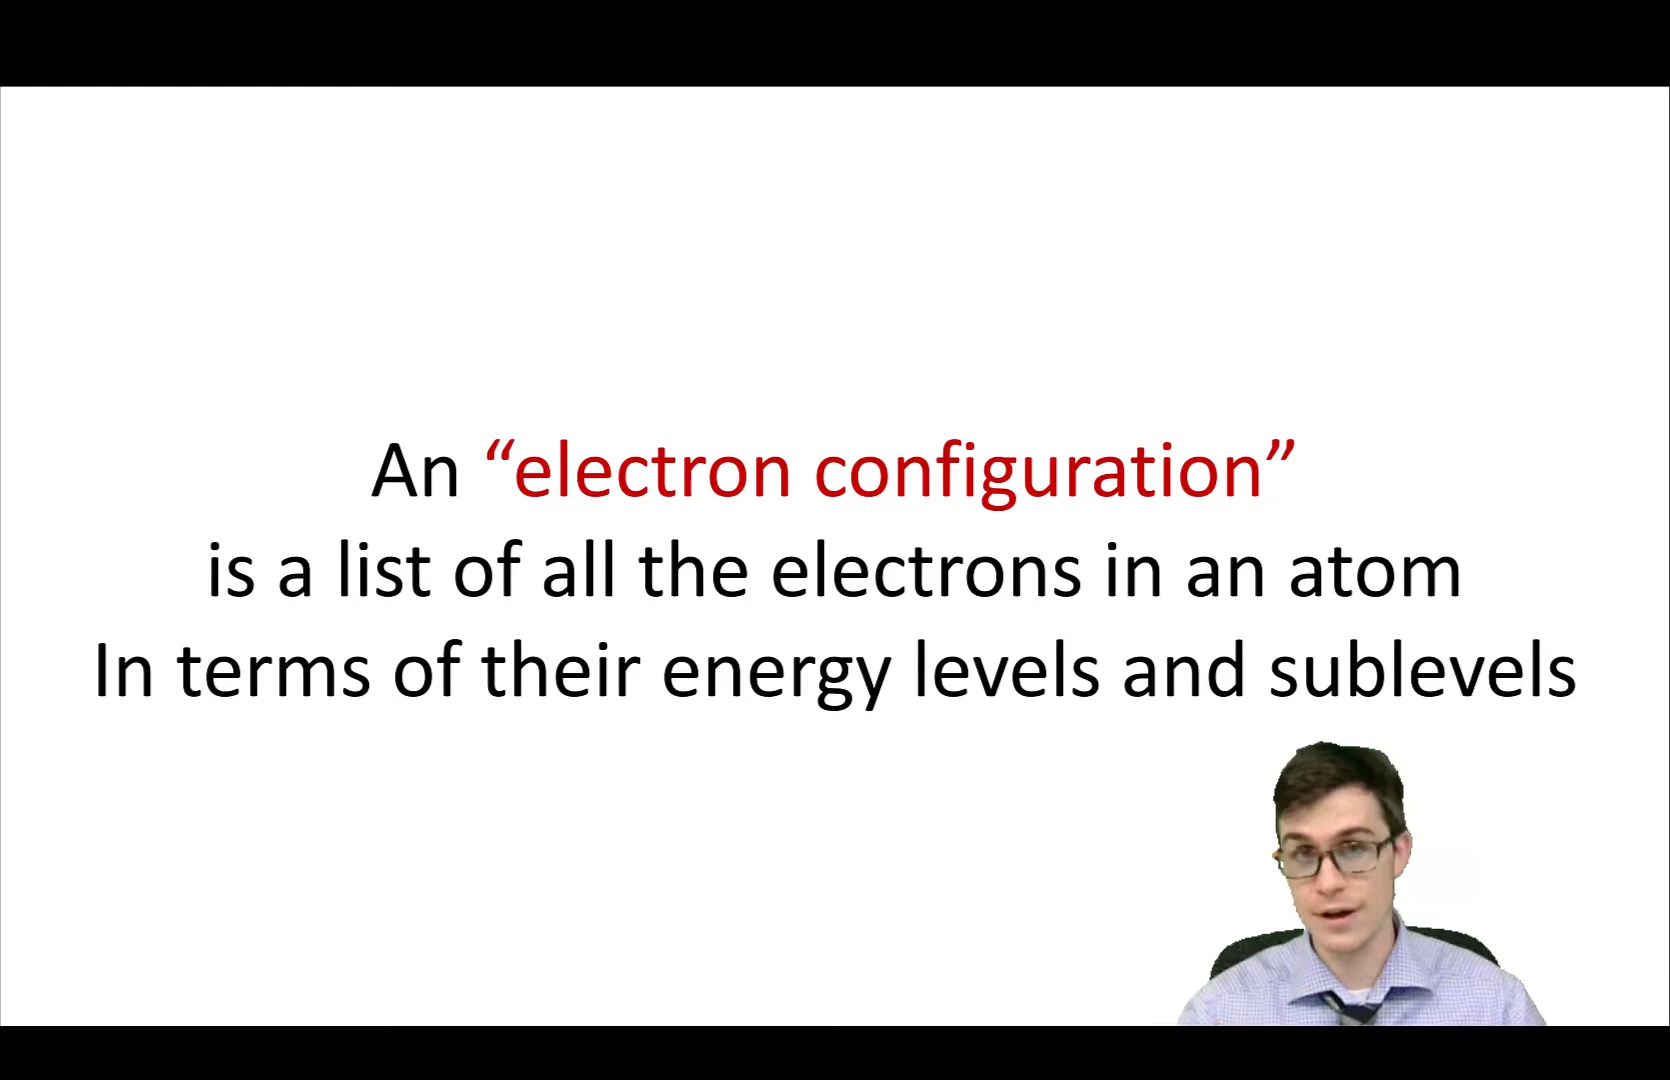 An “electron configuration”
is a list of all the electrons in an atom
In terms of their energy levels and sublevels